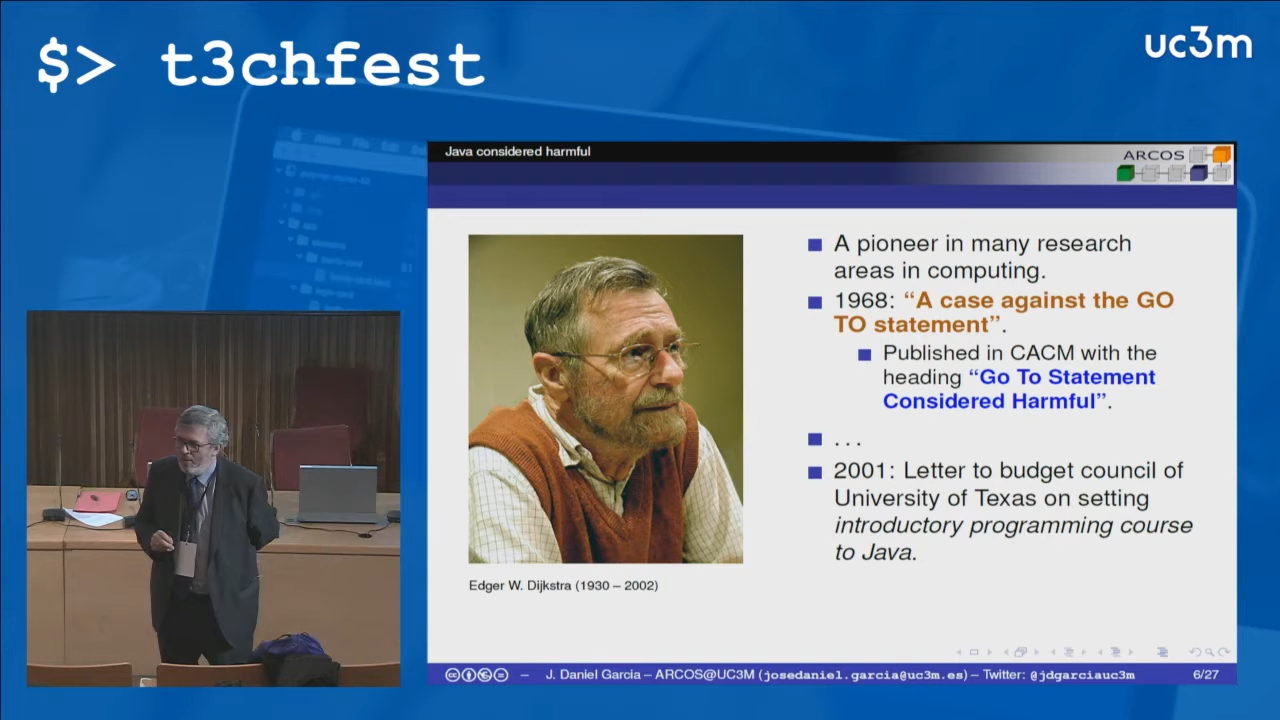 $> t3chfest
uc3m
Java considered harmful
ARCOS
A pioneer in many research
areas in computing.
1968: “A case against the GO
TO statement”.
Published in CACM with the
heading “Go To Statement
Considered Harmful”.
. . .
2001: Letter to budget council of
University of Texas on setting
introductory programming course
to Java.
Edger W. Dijkstra (1930 – 2002)
J. Daniel Garcia – ARCOS@UC3M (josedaniel.garcia@uc3m.es) – Twitter: @jdgarciauc3m
6/27